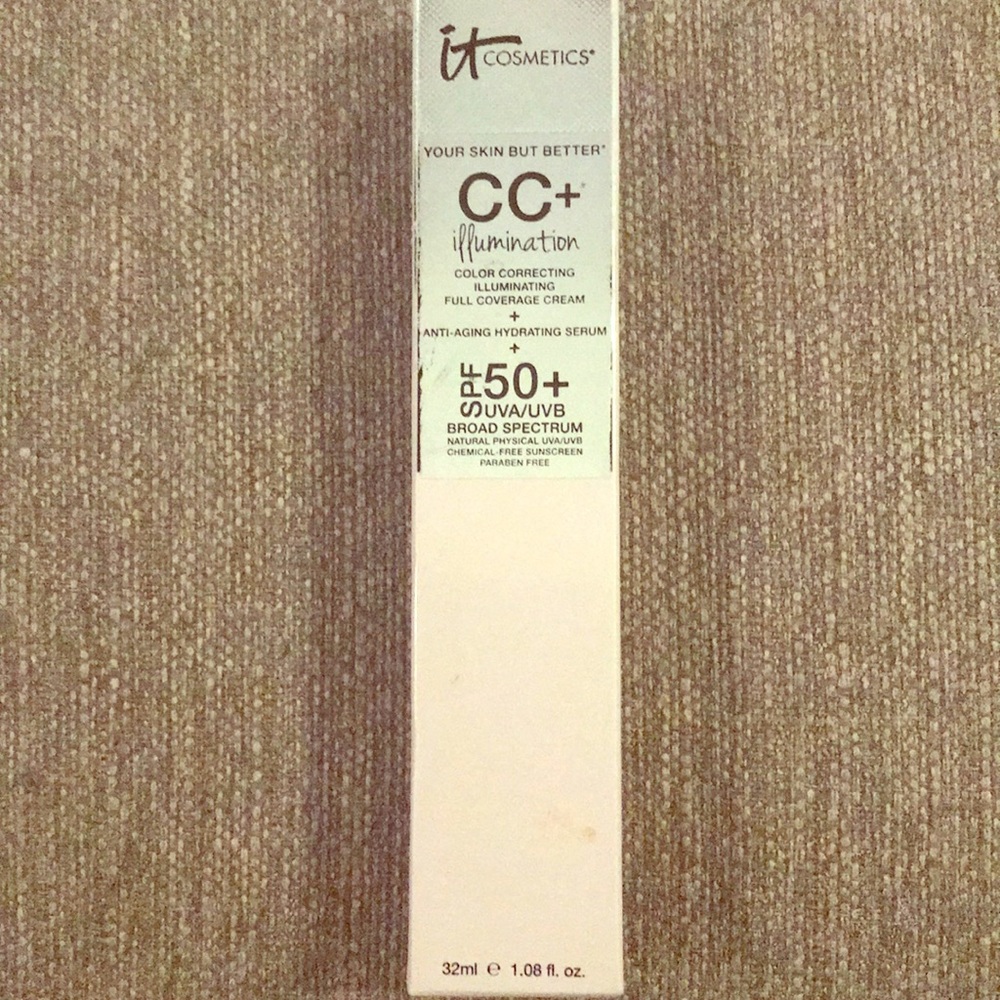 it COSMETICS®
YOUR SKIN BUT BETTER®
CC+®
illumination
COLOR CORRECTING
ILLUMINATING
FULL COVERAGE CREAM
+
ANTI-AGING HYDRATING SERUM
+
SPF 50+
UVA/UVB
BROAD SPECTRUM
NATURAL PHYSICAL UVA/UVB
CHEMICAL-FREE SUNSCREEN
PARABEN FREE
32ml ℮ 1.08 fl. oz.